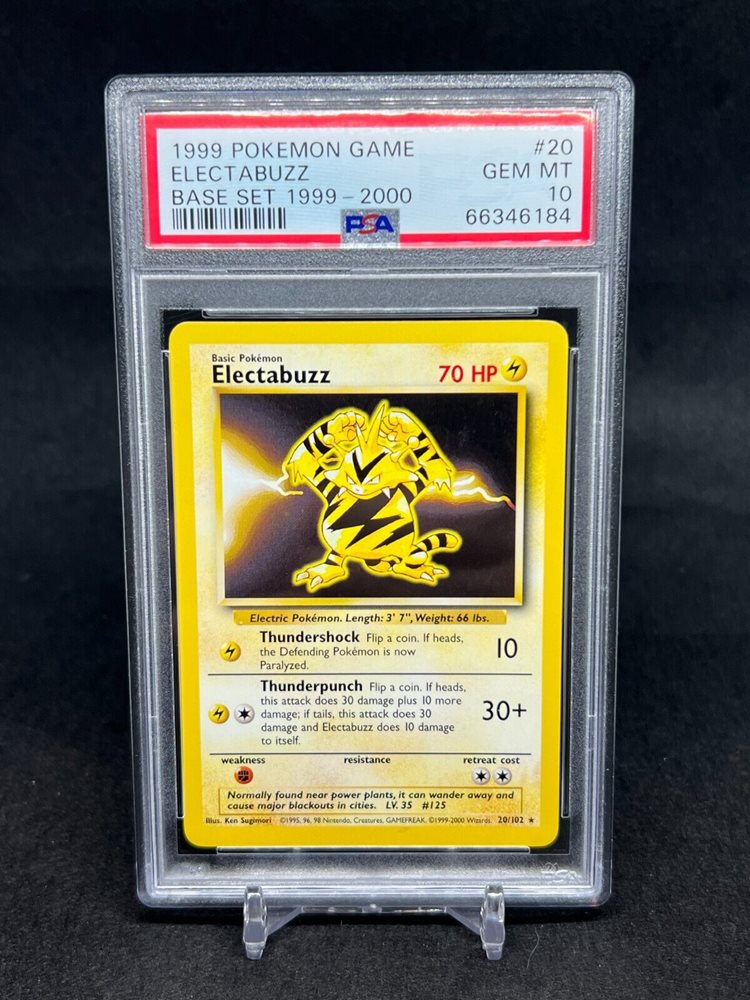 1999 POKEMON GAME #20
ELECTABUZZ GEM MT
BASE SET 1999-2000 10
PSA 66346184
Basic Pokémon
Electabuzz 70 HP
Electric Pokémon. Length: 3' 7", Weight: 66 lbs.
Thundershock Flip a coin. If heads,
the Defending Pokémon is now
Paralyzed.
10
Thunderpunch Flip a coin. If heads,
this attack does 30 damage plus 10 more
damage; if tails, this attack does 30
damage and Electabuzz does 10 damage
to itself.
30+
weakness resistance retreat cost
Normally found near power plants, it can wander away and
cause major blackouts in cities. LV. 35 #125
Illus. Ken Sugimori ©1995, 96, 98 Nintendo, Creatures, GAMEFREAK. ©1999-2000 Wizards. 20/102 ★